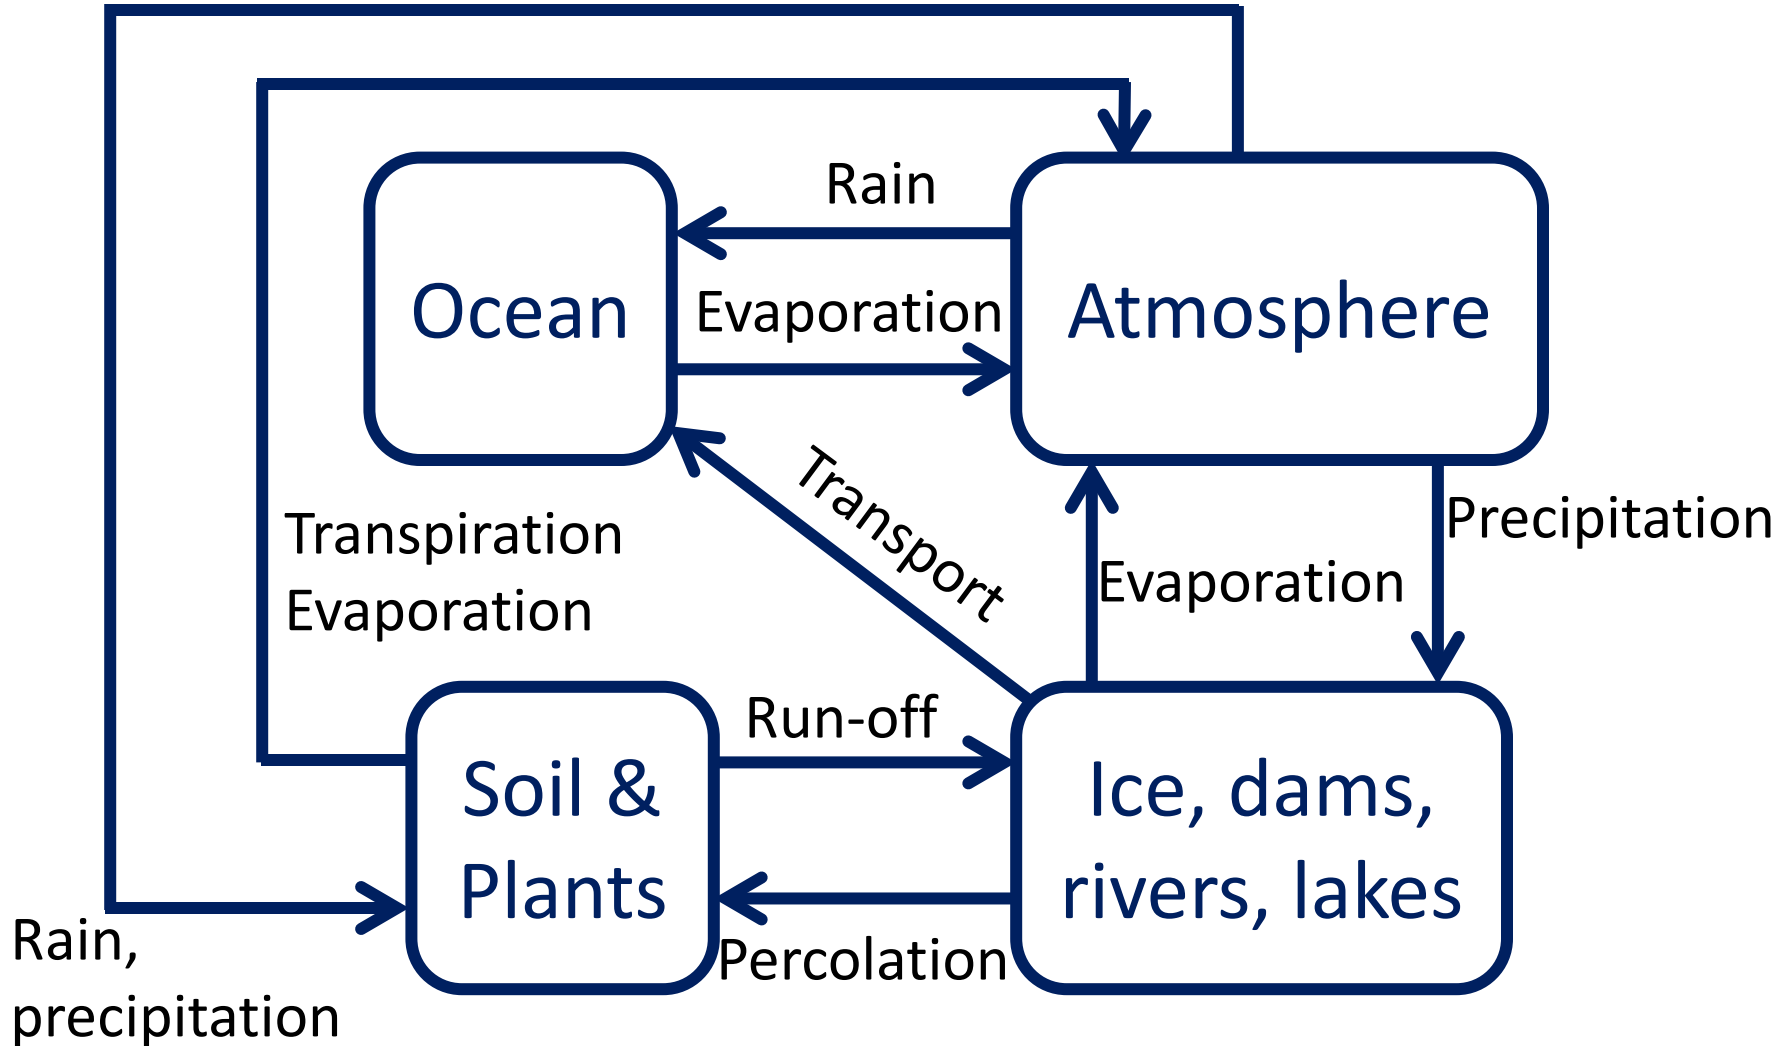 Rain
Ocean
Evaporation
Atmosphere
Transport
Precipitation
Transpiration
Evaporation
Evaporation
Run-off
Soil &
Plants
Ice, dams,
rivers, lakes
Percolation
Rain,
precipitation